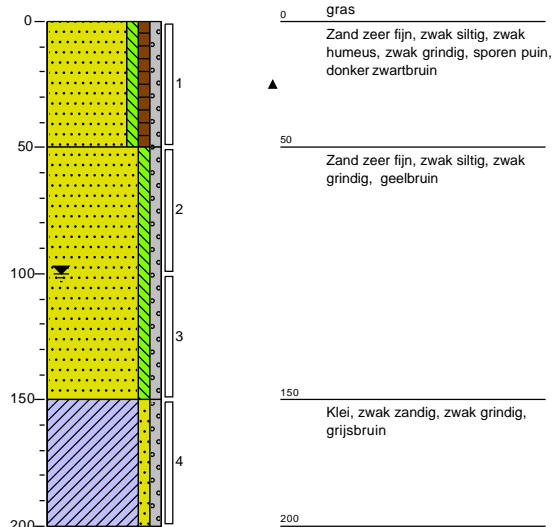 0
50
100
150
200
1
2
3
4
0
gras
Zand zeer fijn, zwak siltig, zwak
humeus, zwak grindig, sporen puin,
donker zwartbruin
50
Zand zeer fijn, zwak siltig, zwak
grindig, geelbruin
150
Klei, zwak zandig, zwak grindig,
grijsbruin
200